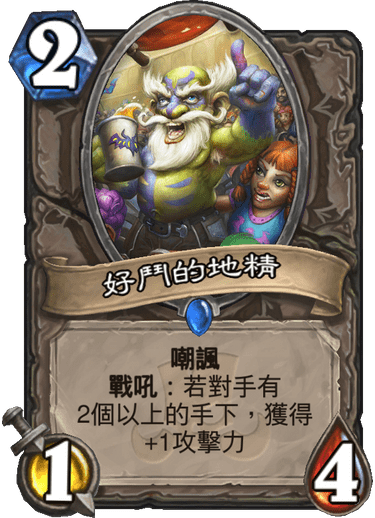 2
好鬥的地精
嘲諷
戰吼：若對手有
2個以上的手下，獲得
+1攻擊力
1
4